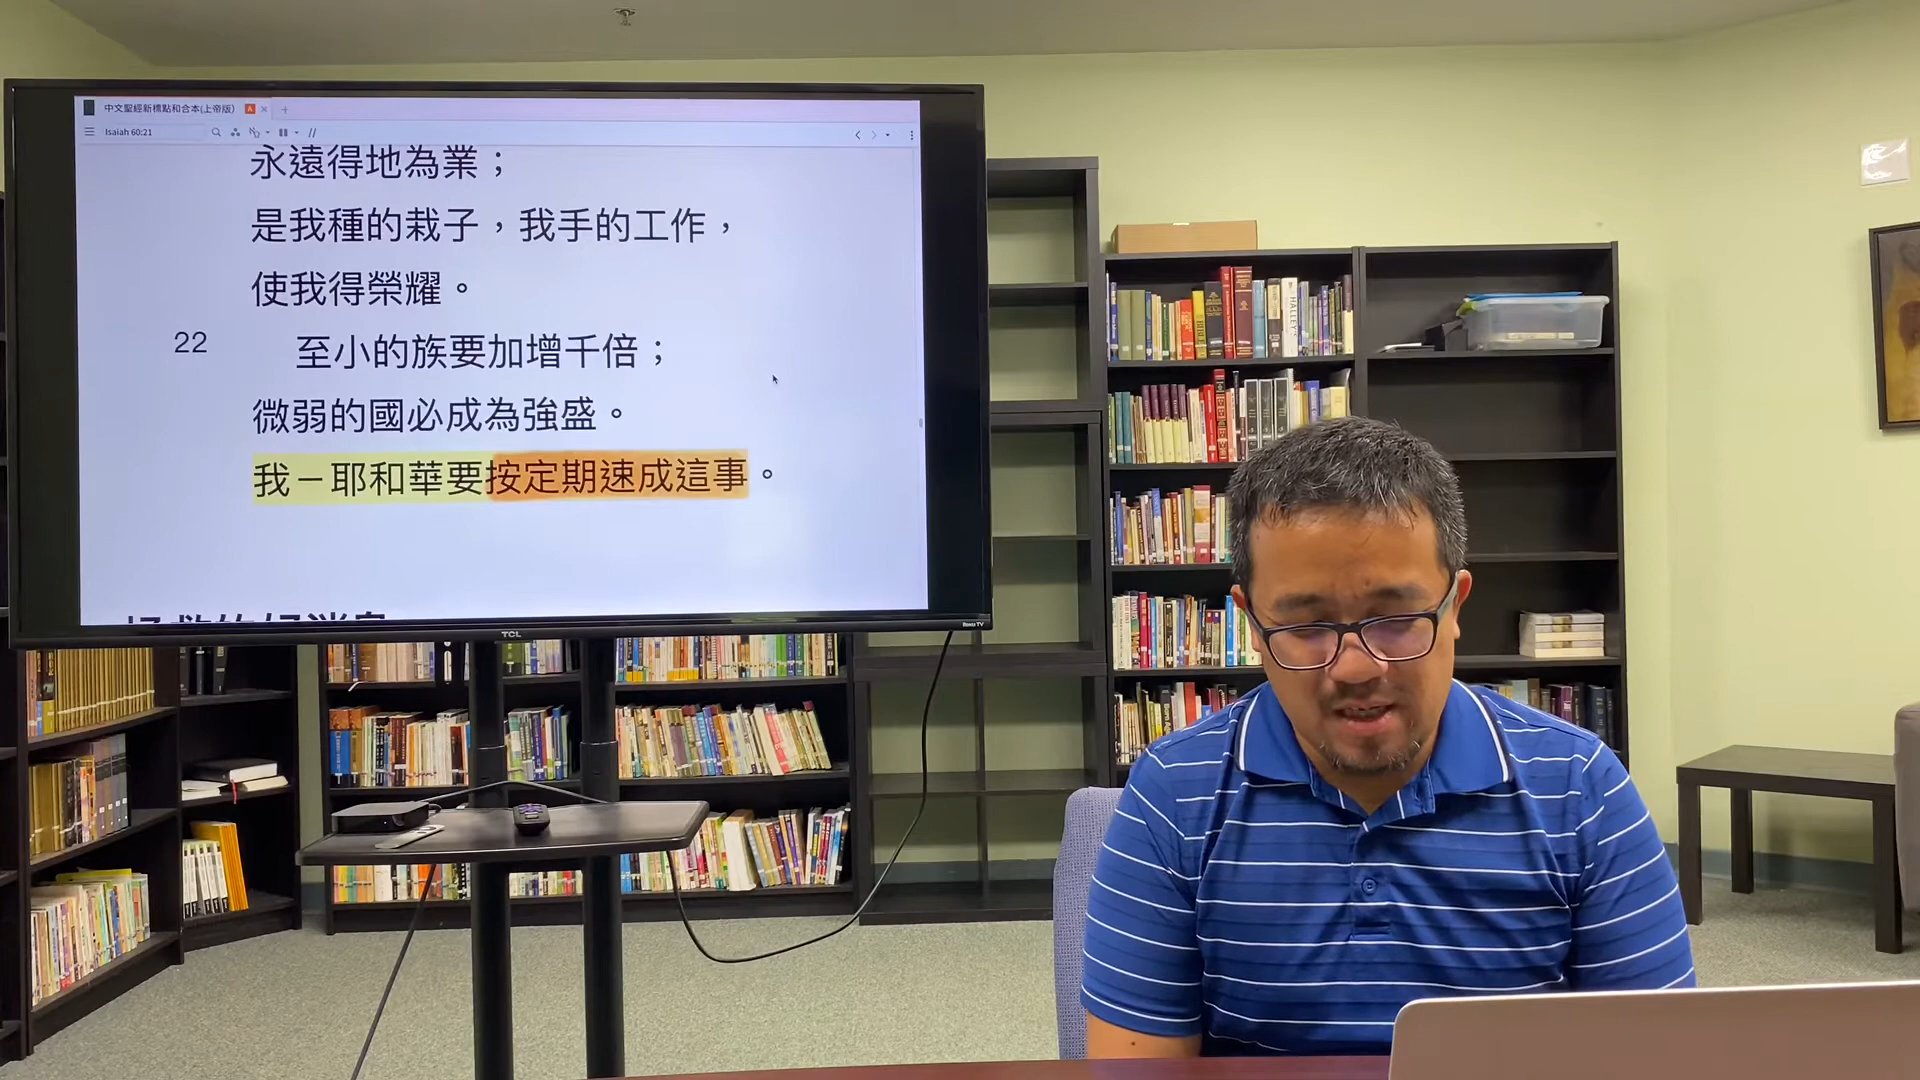 中文聖經新標點和合本(上帝版)
Isaiah 60:21
永遠得地為業；
是我種的栽子，我手的工作，
使我得榮耀。
22 至小的族要加增千倍；
微弱的國必成為強盛。
我－耶和華要按定期速成這事。
TCL
Roku TV
HALLEY'S